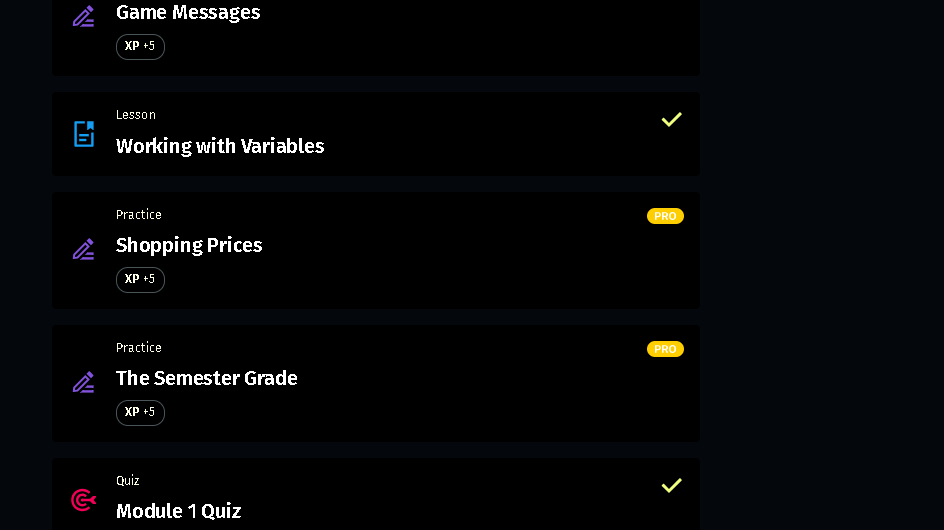 Game Messages
XP +5
Lesson
Working with Variables
Practice
PRO
Shopping Prices
XP +5
Practice
PRO
The Semester Grade
XP +5
Quiz
Module 1 Quiz